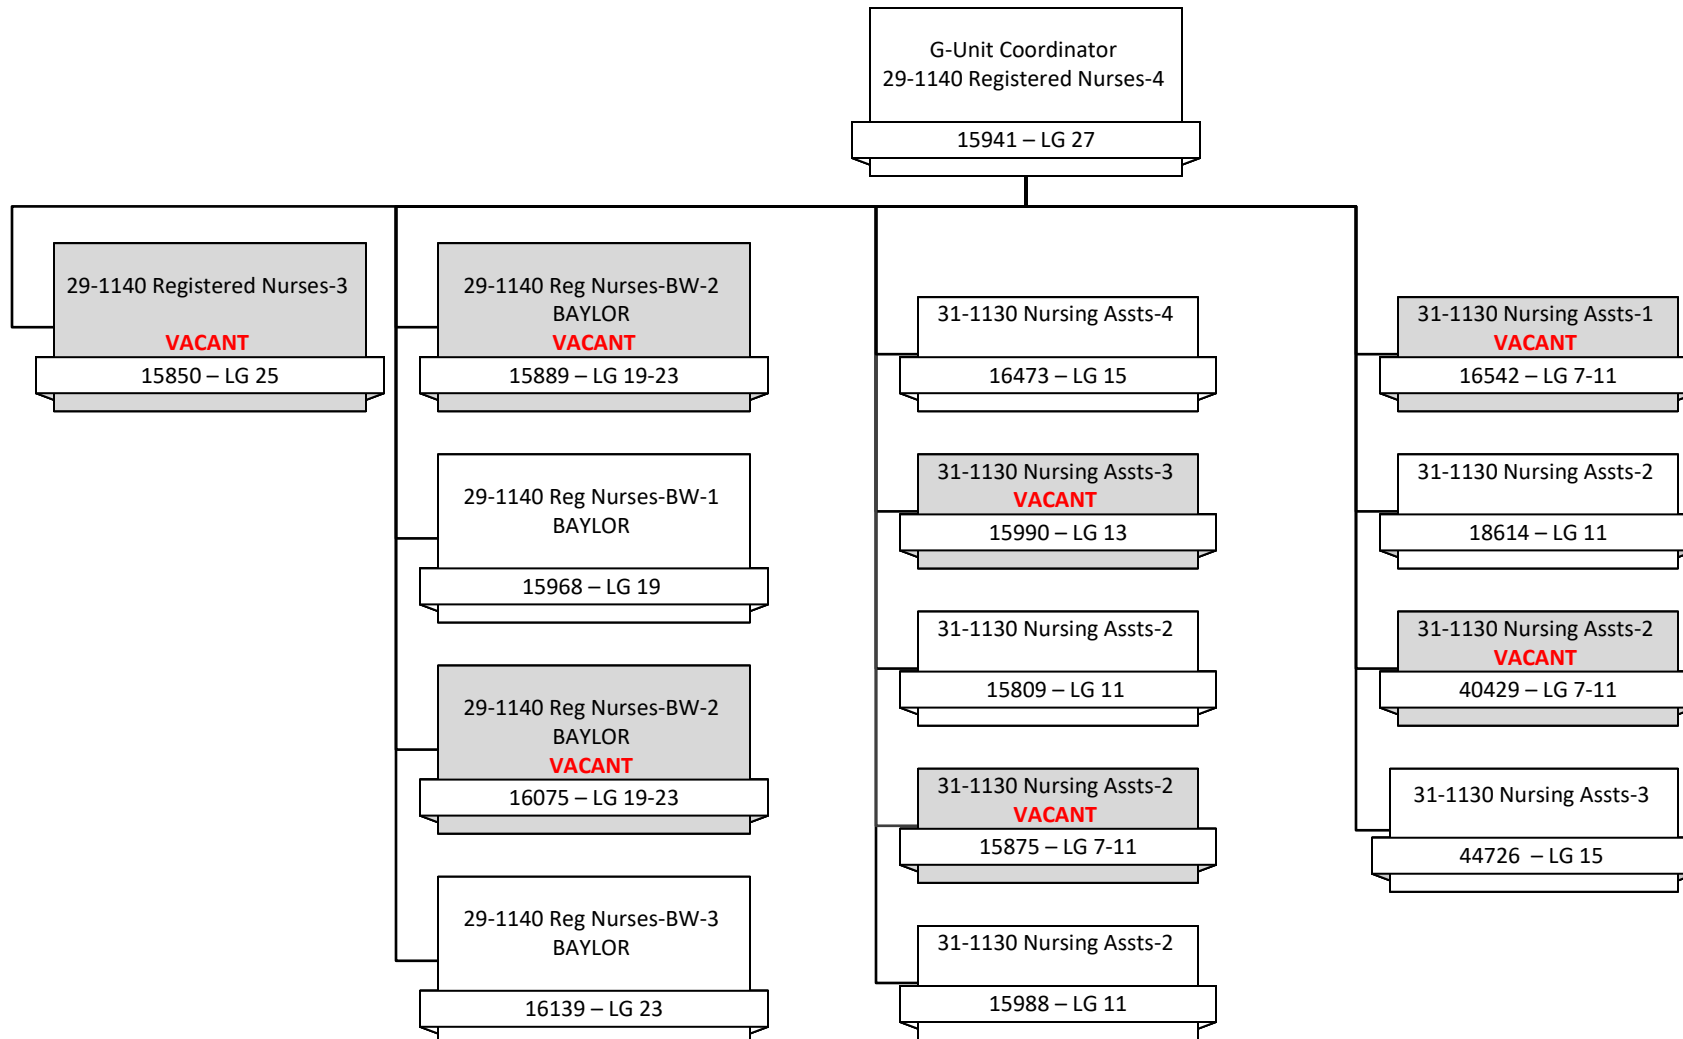 G-Unit Coordinator
29-1140 Registered Nurses-4
15941 – LG 27
29-1140 Registered Nurses-3
VACANT
15850 – LG 25
29-1140 Reg Nurses-BW-2
BAYLOR
VACANT
15889 – LG 19-23
29-1140 Reg Nurses-BW-1
BAYLOR
15968 – LG 19
29-1140 Reg Nurses-BW-2
BAYLOR
VACANT
16075 – LG 19-23
29-1140 Reg Nurses-BW-3
BAYLOR
16139 – LG 23
31-1130 Nursing Assts-4
16473 – LG 15
31-1130 Nursing Assts-3
VACANT
15990 – LG 13
31-1130 Nursing Assts-2
15809 – LG 11
31-1130 Nursing Assts-2
VACANT
15875 – LG 7-11
31-1130 Nursing Assts-2
15988 – LG 11
31-1130 Nursing Assts-1
VACANT
16542 – LG 7-11
31-1130 Nursing Assts-2
18614 – LG 11
31-1130 Nursing Assts-2
VACANT
40429 – LG 7-11
31-1130 Nursing Assts-3
44726  – LG 15